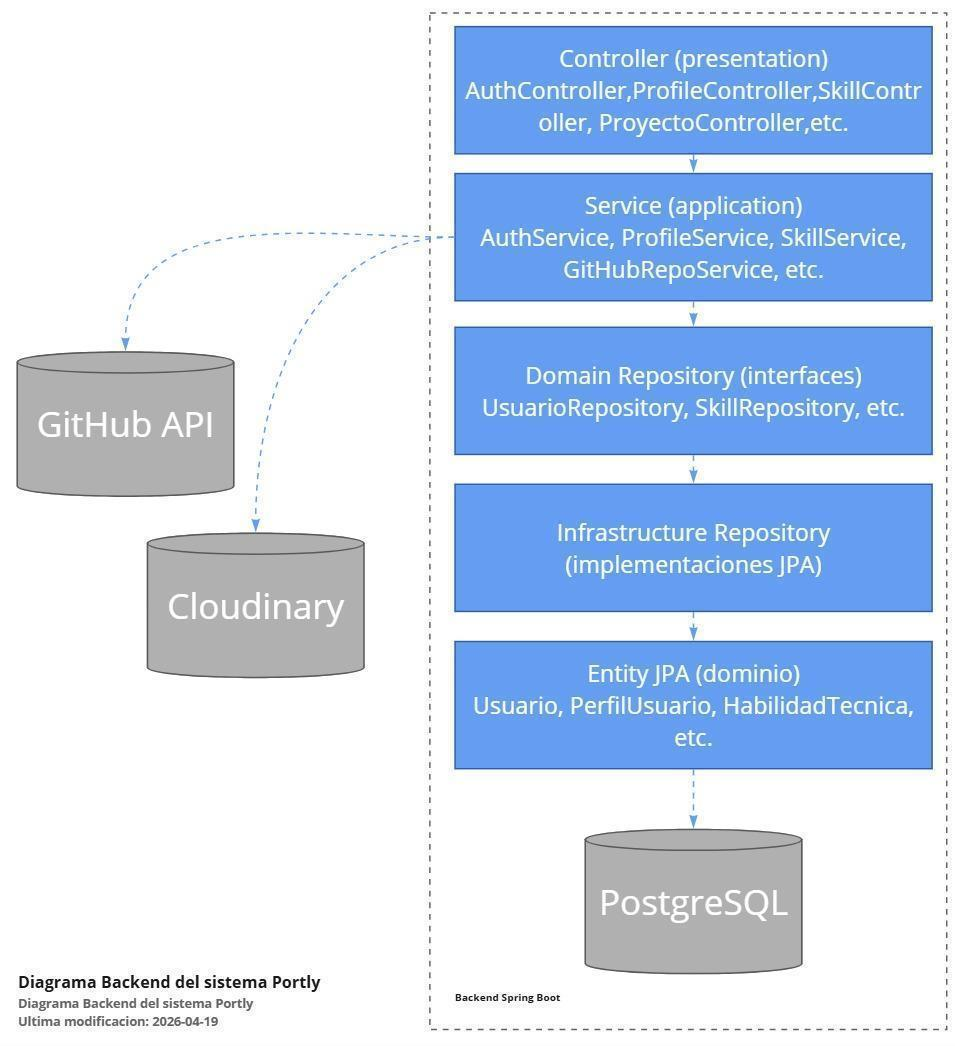 Controller (presentation)
AuthController,ProfileController,SkillContr
oller, ProyectoController,etc.
Service (application)
AuthService, ProfileService, SkillService,
GitHubRepoService, etc.
Domain Repository (interfaces)
UsuarioRepository, SkillRepository, etc.
GitHub API
Infrastructure Repository
(implementaciones JPA)
Cloudinary
Entity JPA (dominio)
Usuario, PerfilUsuario, HabilidadTecnica,
etc.
PostgreSQL
Diagrama Backend del sistema Portly
Diagrama Backend del sistema Portly
Ultima modificacion: 2026-04-19
Backend Spring Boot